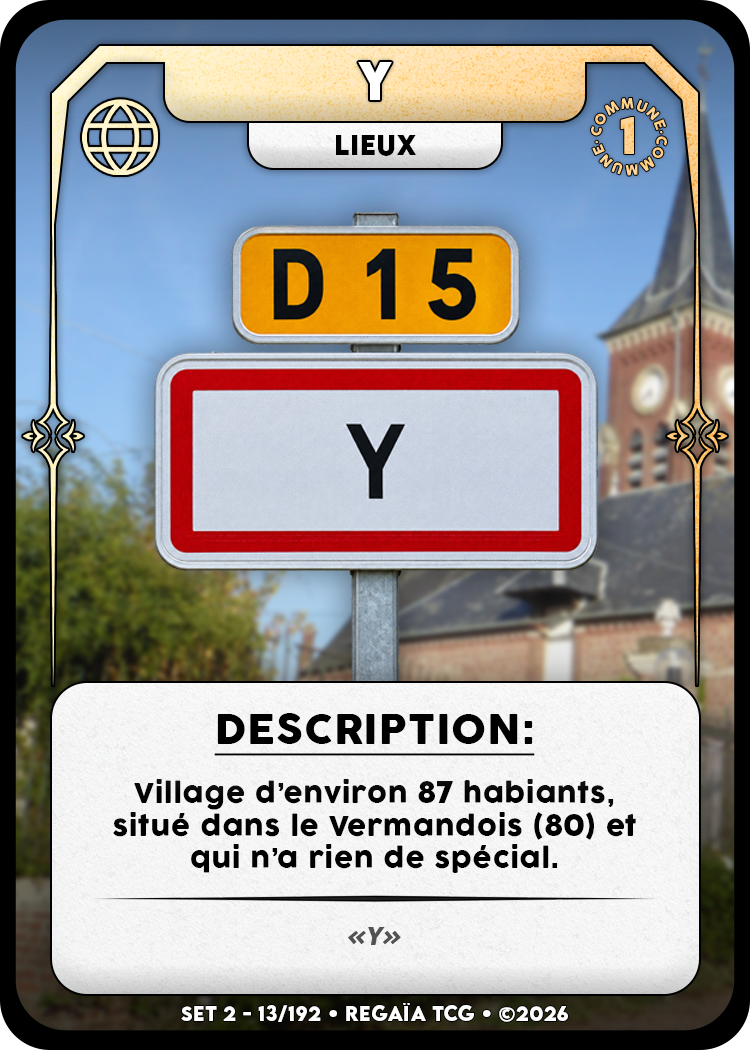 Y
LIEUX
COMMUNE·COMMUNE·
1
D 15
Y
DESCRIPTION:
Village d'environ 87 habiants,
situé dans le Vermandois (80) et
qui n'a rien de spécial.
«Y»
SET 2 - 13/192 • REGAÏA TCG • ©2026